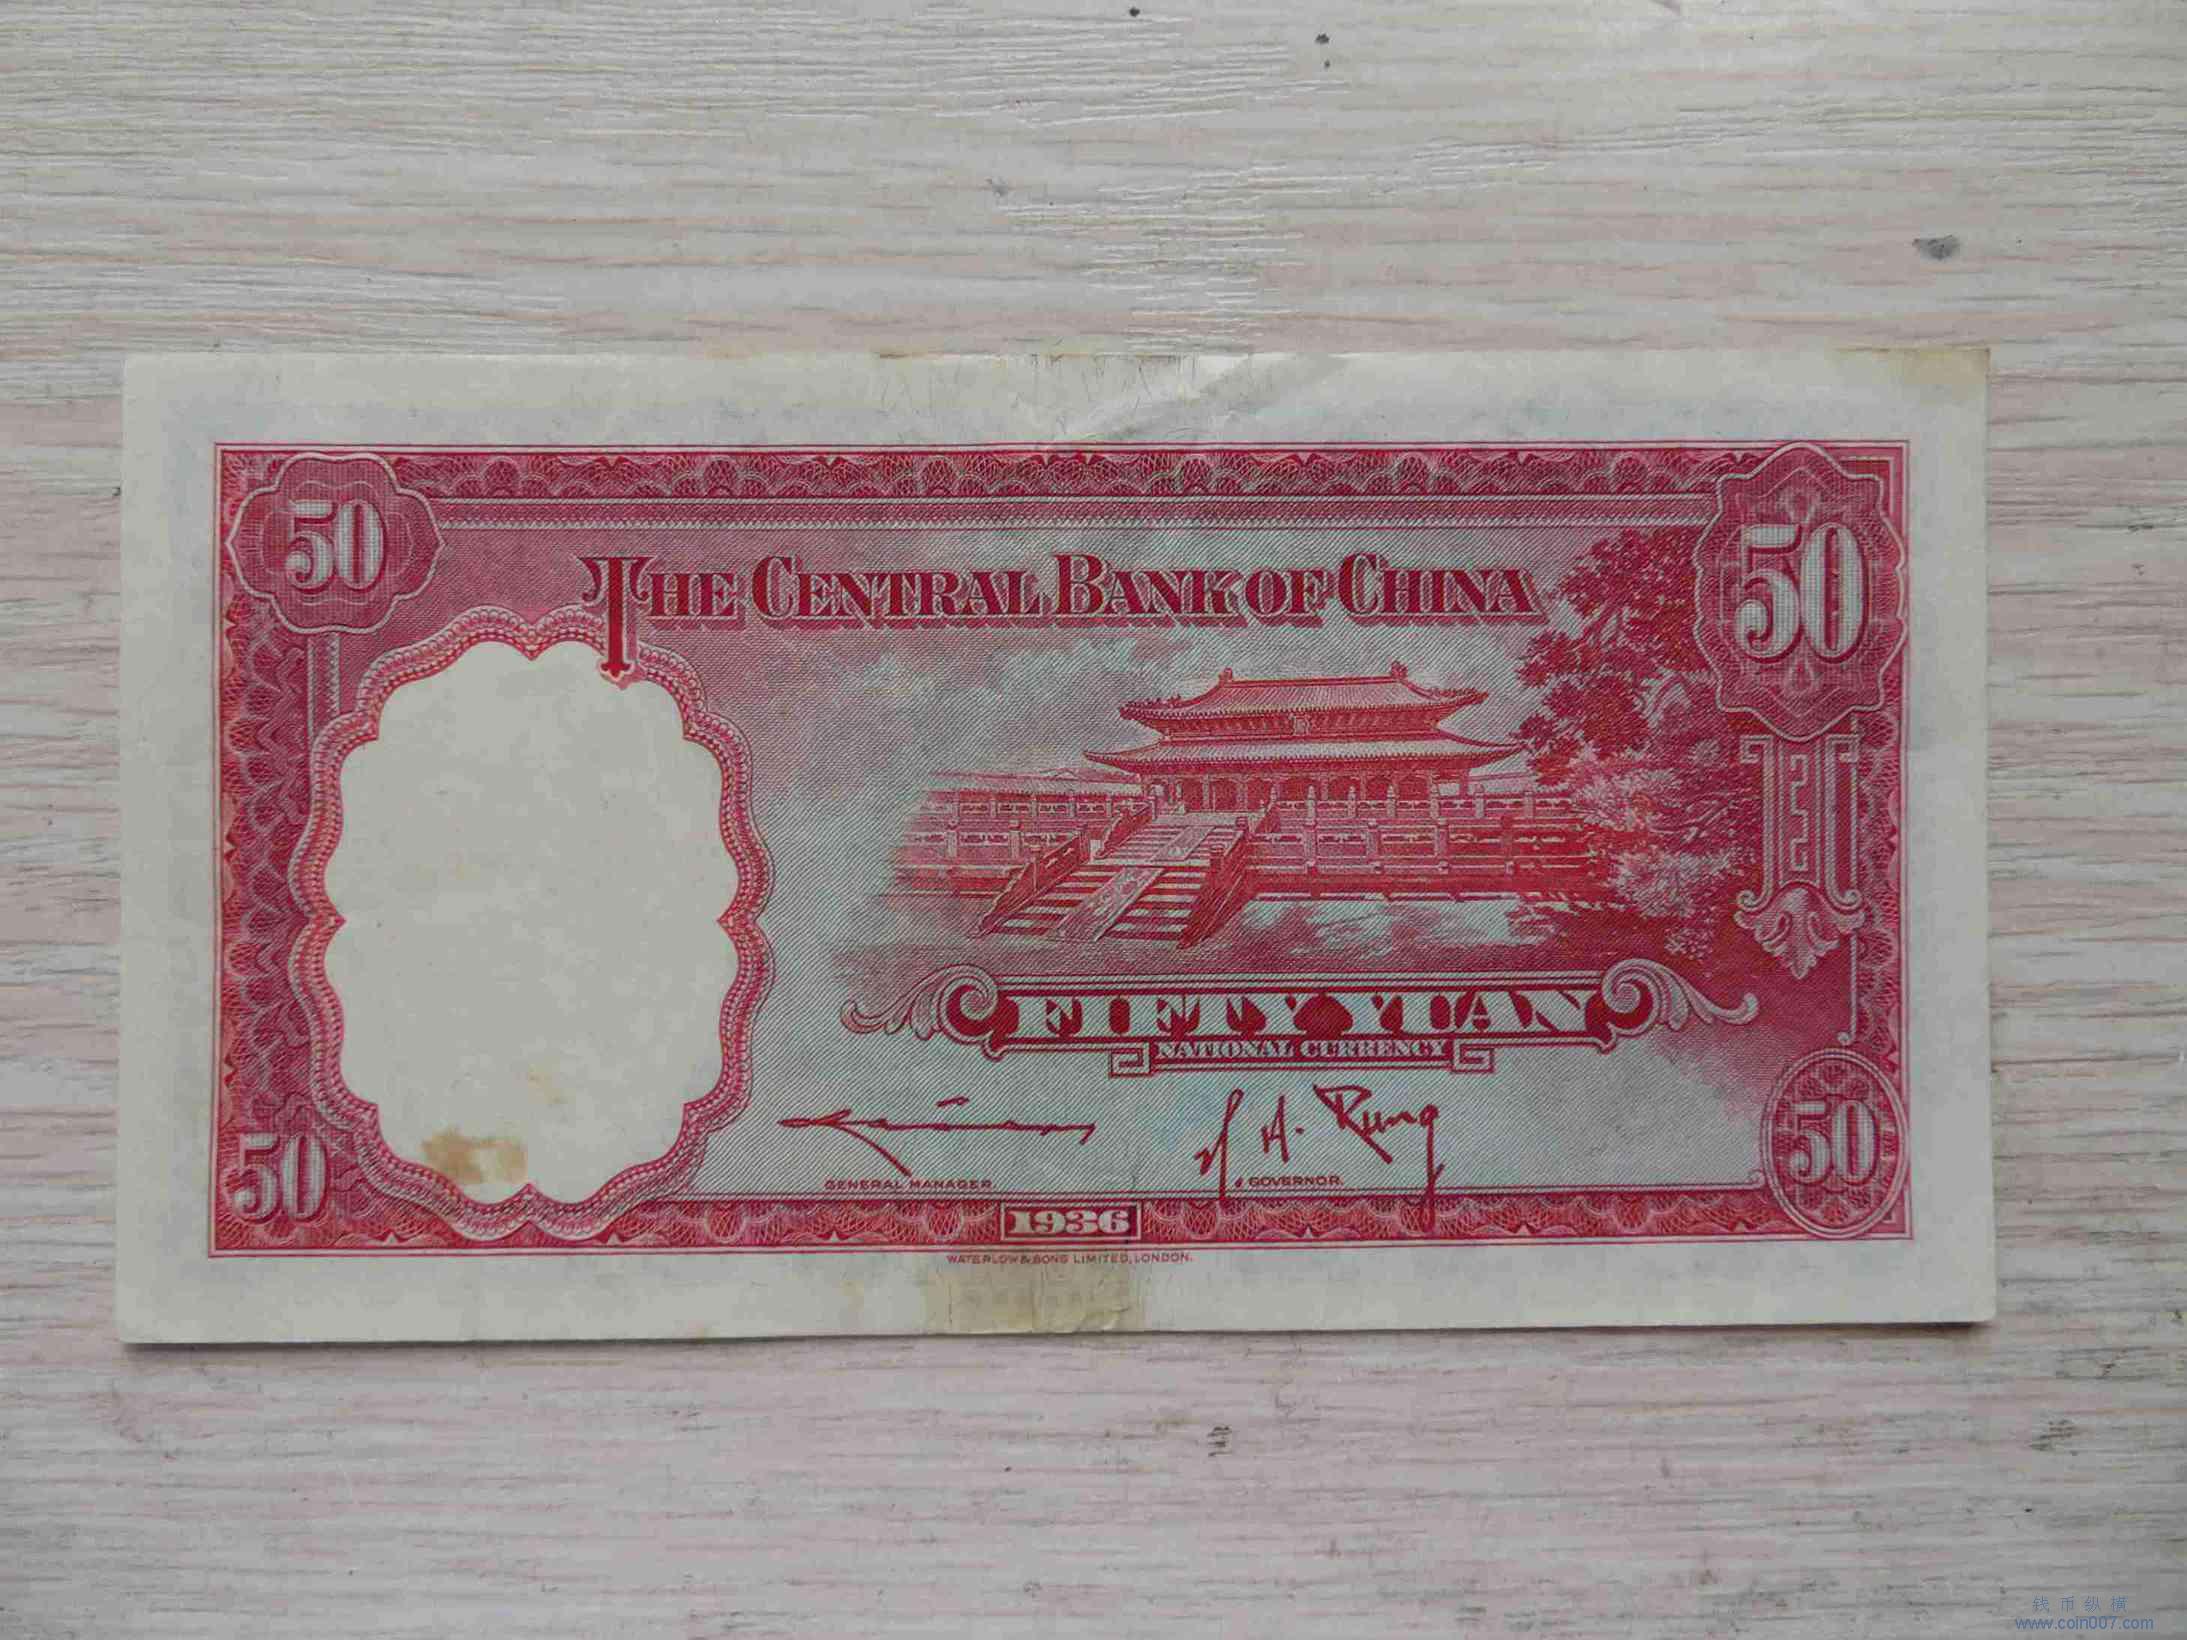 50
50
THE CENTRAL BANK OF CHINA
FIFTY YUAN
NATIONAL CURRENCY
H. H. Kung
GENERAL MANAGER.
GOVERNOR.
50
50
1936
WATERLOW & SONS LIMITED, LONDON.
钱币纵横
www.coin007.com